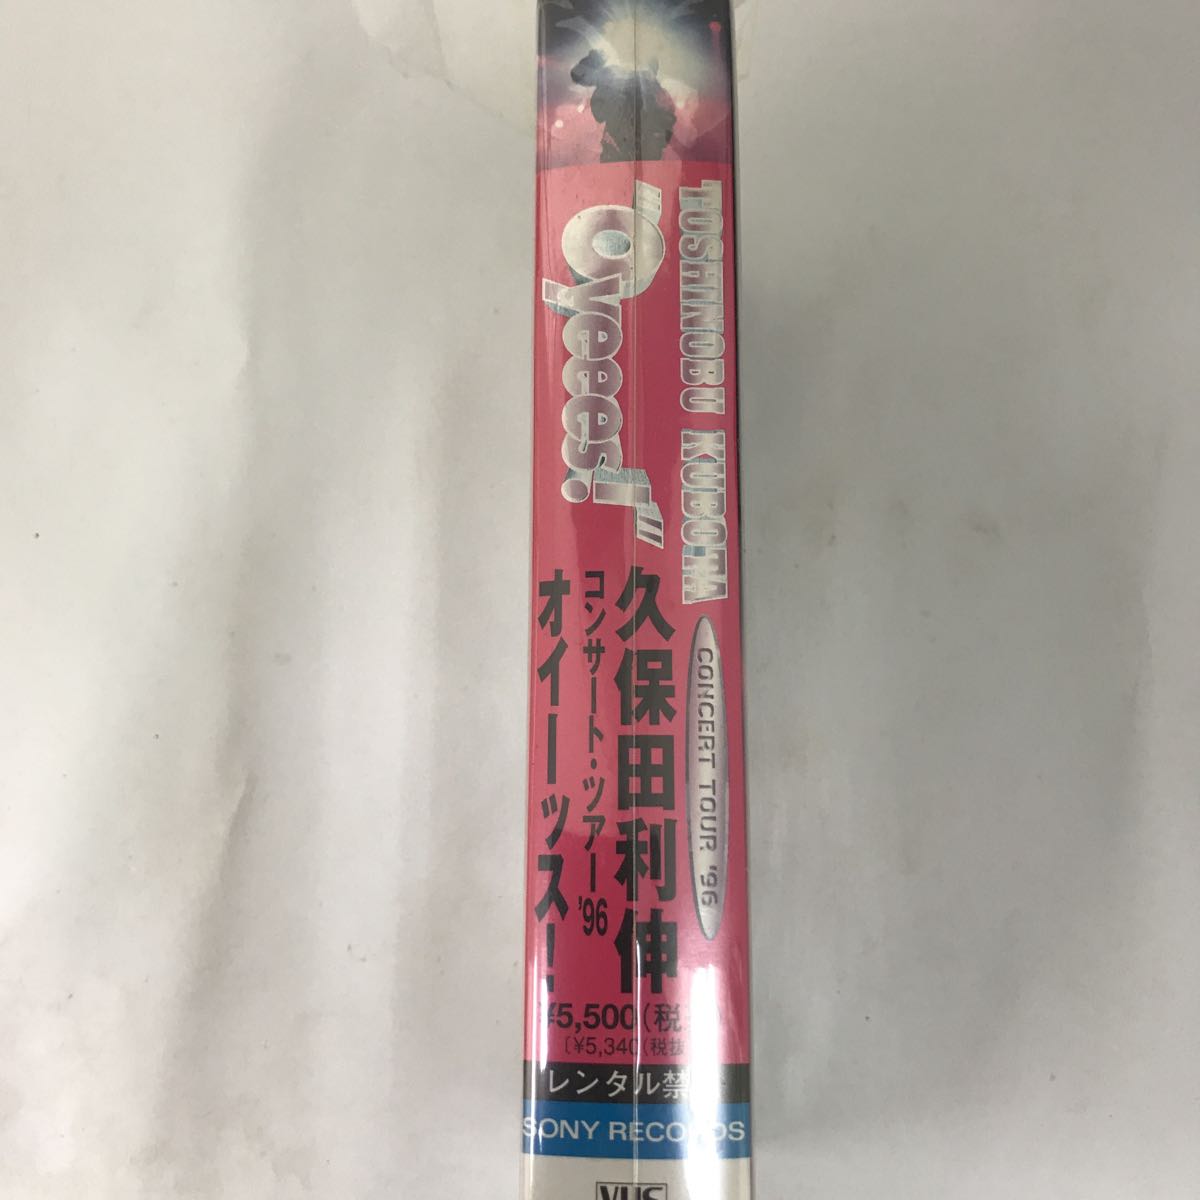 TOSHINOBU KUBOTA
CONCERT TOUR '96
"Oyeees!"
久保田利伸
コンサート・ツアー'96
オイーッス!
¥5,500(税
〔¥5,340(税抜
レンタル禁
SONY RECORDS
VHS